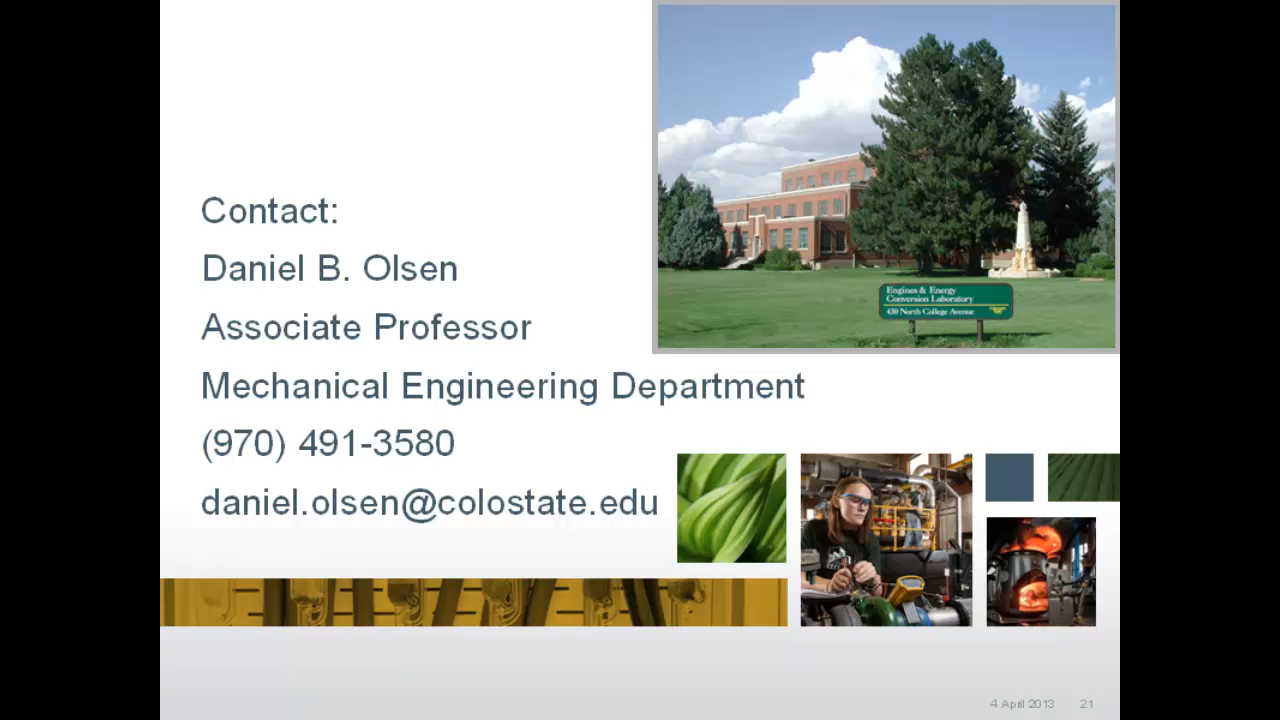 Contact:
Daniel B. Olsen
Associate Professor
Mechanical Engineering Department
(970) 491-3580
daniel.olsen@colostate.edu
Engines & Energy
Conversion Laboratory
430 North College Avenue
4 April 2013 21